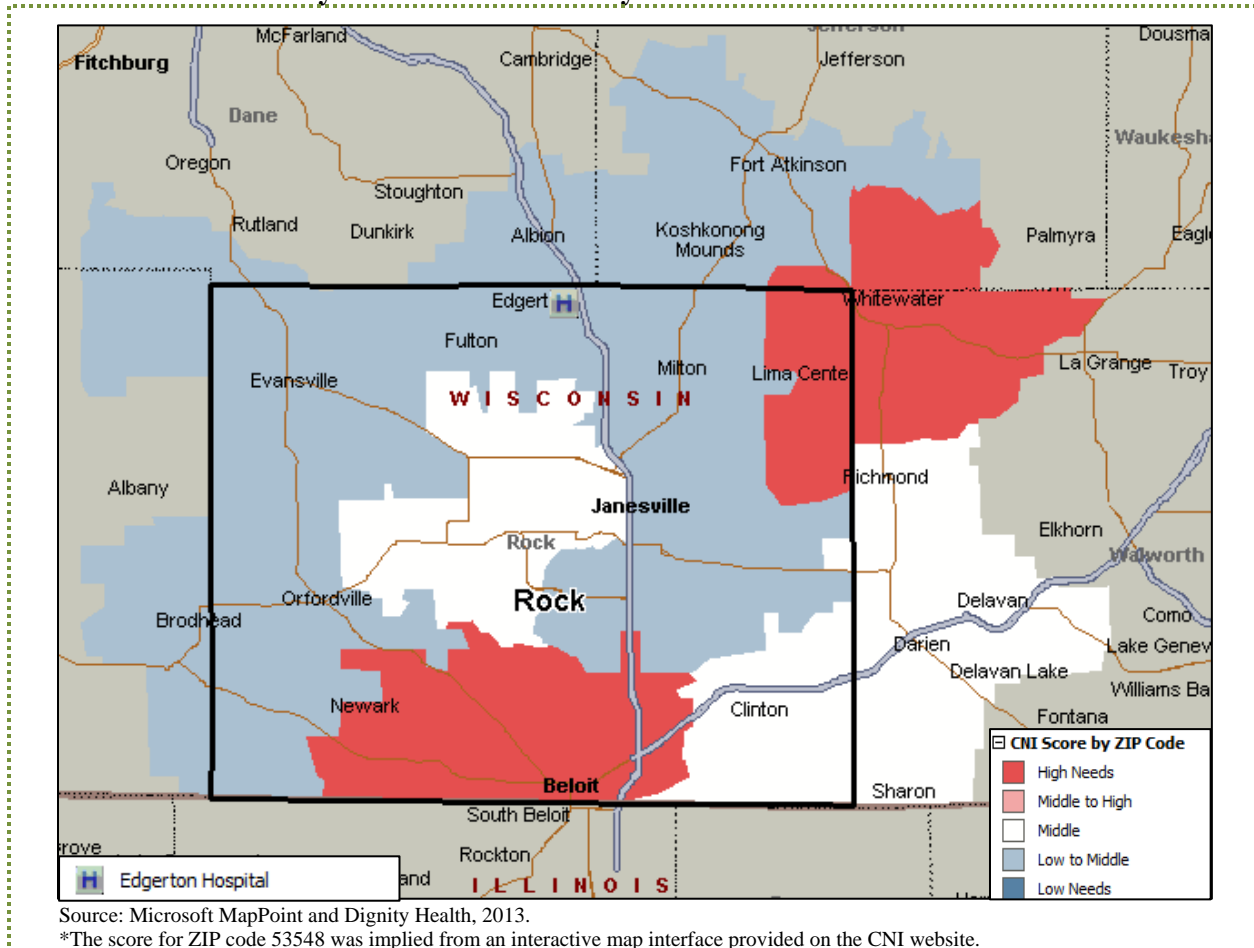 McFarland
Jefferson
Dousma
Fitchburg
Cambridge
Jefferson
Dane
Waukesh
Oregon
Fort Atkinson
Stoughton
Rutland
Dunkirk
Albion
Koshkonong
Mounds
Palmyra
Eagl
Edgert
H
Whitewater
Fulton
Evansville
Milton
Lima Cente
La Grange
Troy
WISCONSIN
Albany
Richmond
Janesville
Elkhorn
Rock
Walworth
Orfordville
Rock
Delavan
Brodhead
Como
Darien
Lake Genev
Delavan Lake
Newark
Clinton
Williams Ba
Fontana
CNI Score by ZIP Code
High Needs
Middle to High
Middle
Low to Middle
Low Needs
Beloit
Sharon
South Beloit
rove
Rockton
H Edgerton Hospital
and
ILLINOIS
Source: Microsoft MapPoint and Dignity Health, 2013.
*The score for ZIP code 53548 was implied from an interactive map interface provided on the CNI website.